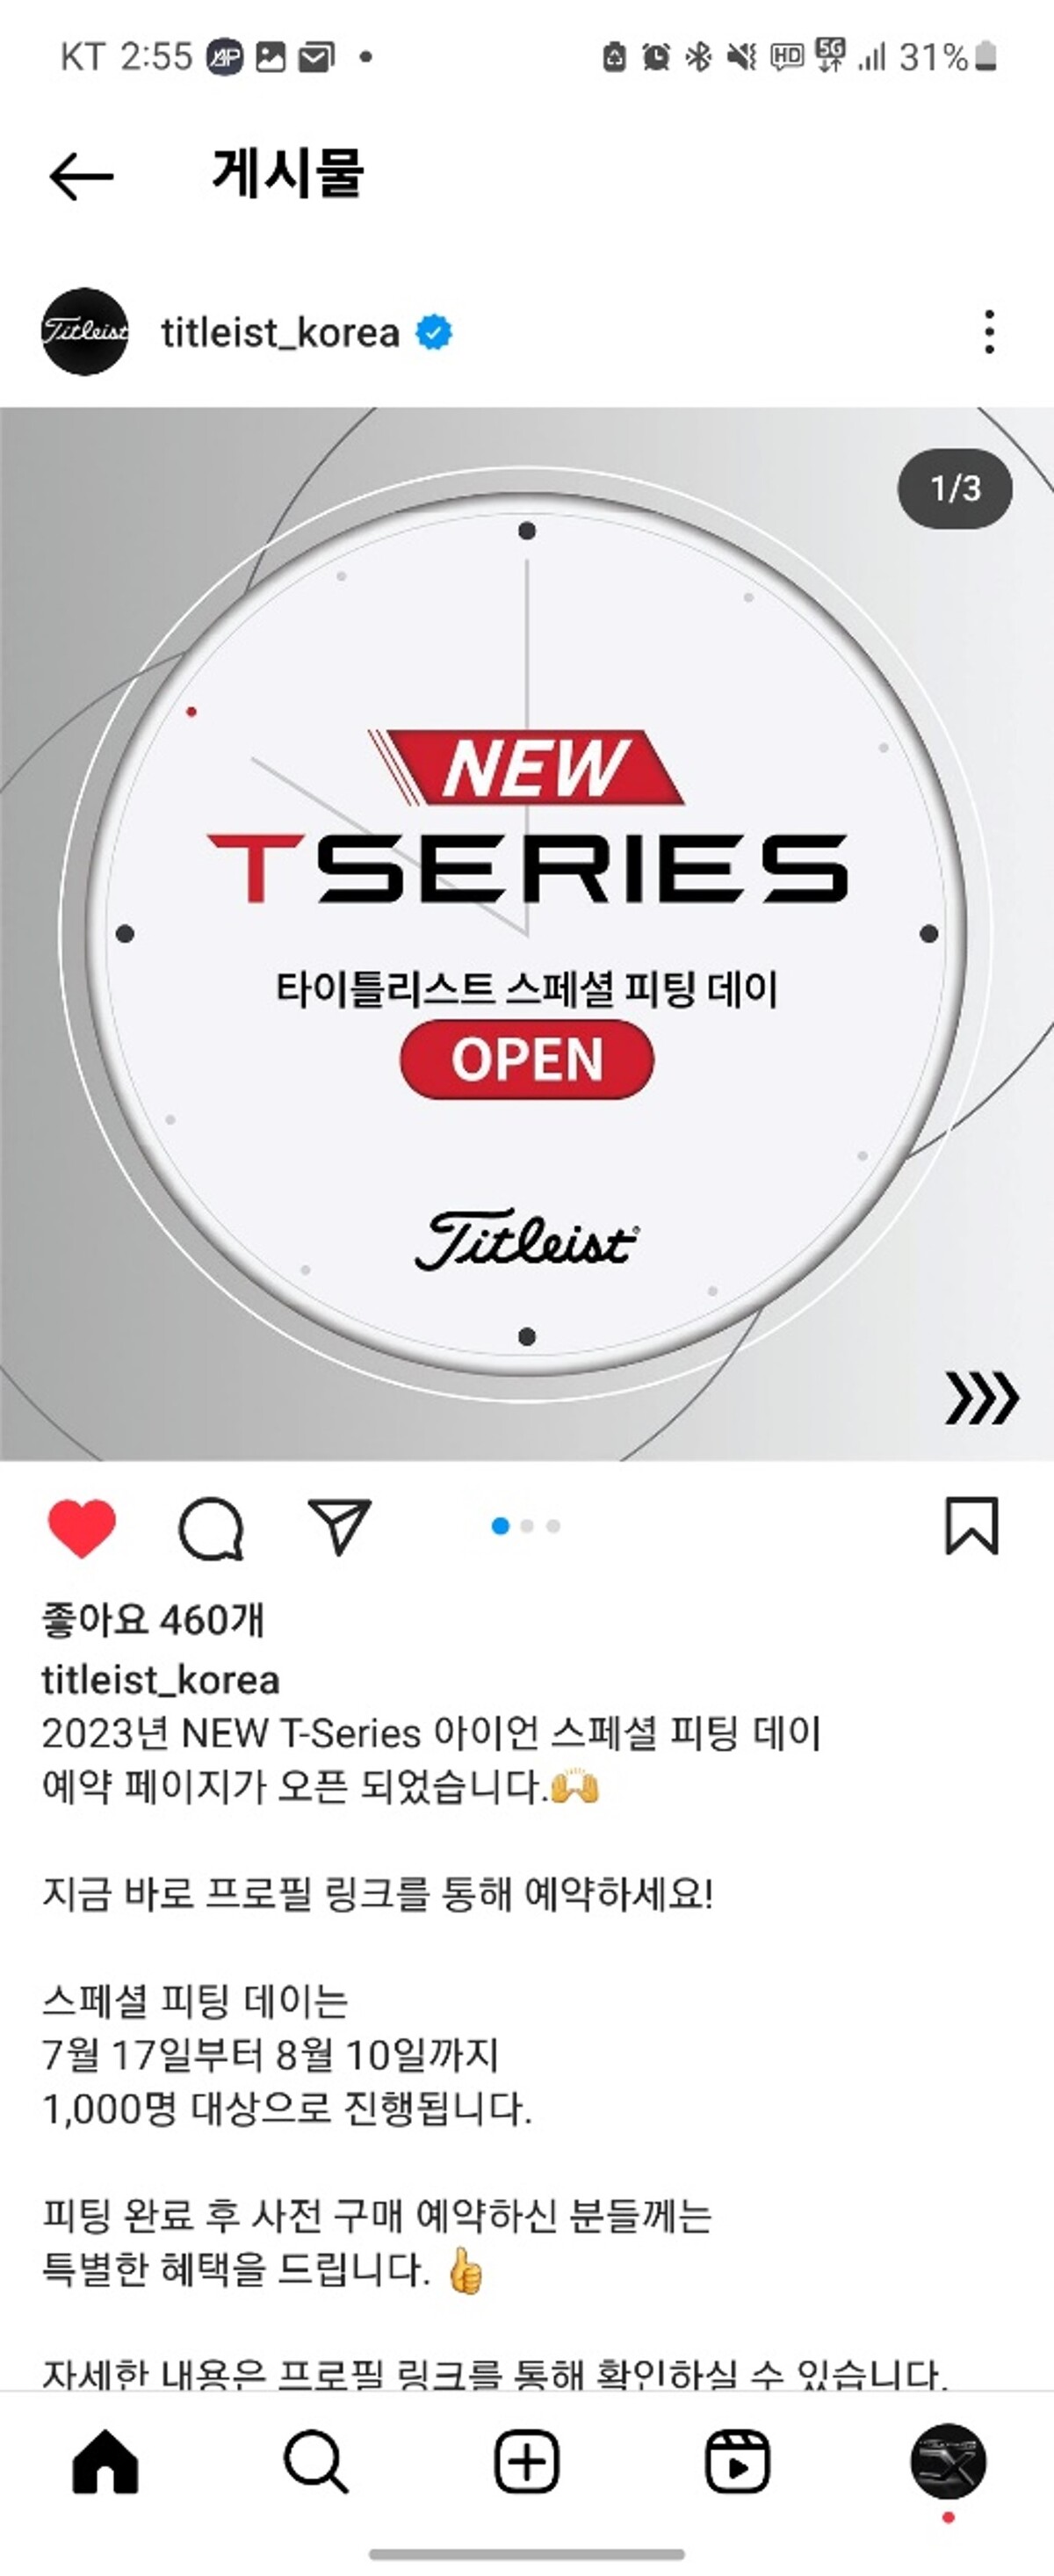 KT 2:55 AP HD 5G 31%
게시물
Titleist titleist_korea
1/3
NEW
TSERIES
타이틀리스트 스페셜 피팅 데이
OPEN
Titleist
좋아요 460개
titleist_korea
2023년 NEW T-Series 아이언 스페셜 피팅 데이
예약 페이지가 오픈 되었습니다.🙌
지금 바로 프로필 링크를 통해 예약하세요!
스페셜 피팅 데이는
7월 17일부터 8월 10일까지
1,000명 대상으로 진행됩니다.
피팅 완료 후 사전 구매 예약하신 분들께는
특별한 혜택을 드립니다. 👍
자세한 내용은 프로필 링크를 통해 확인하실 수 있습니다.